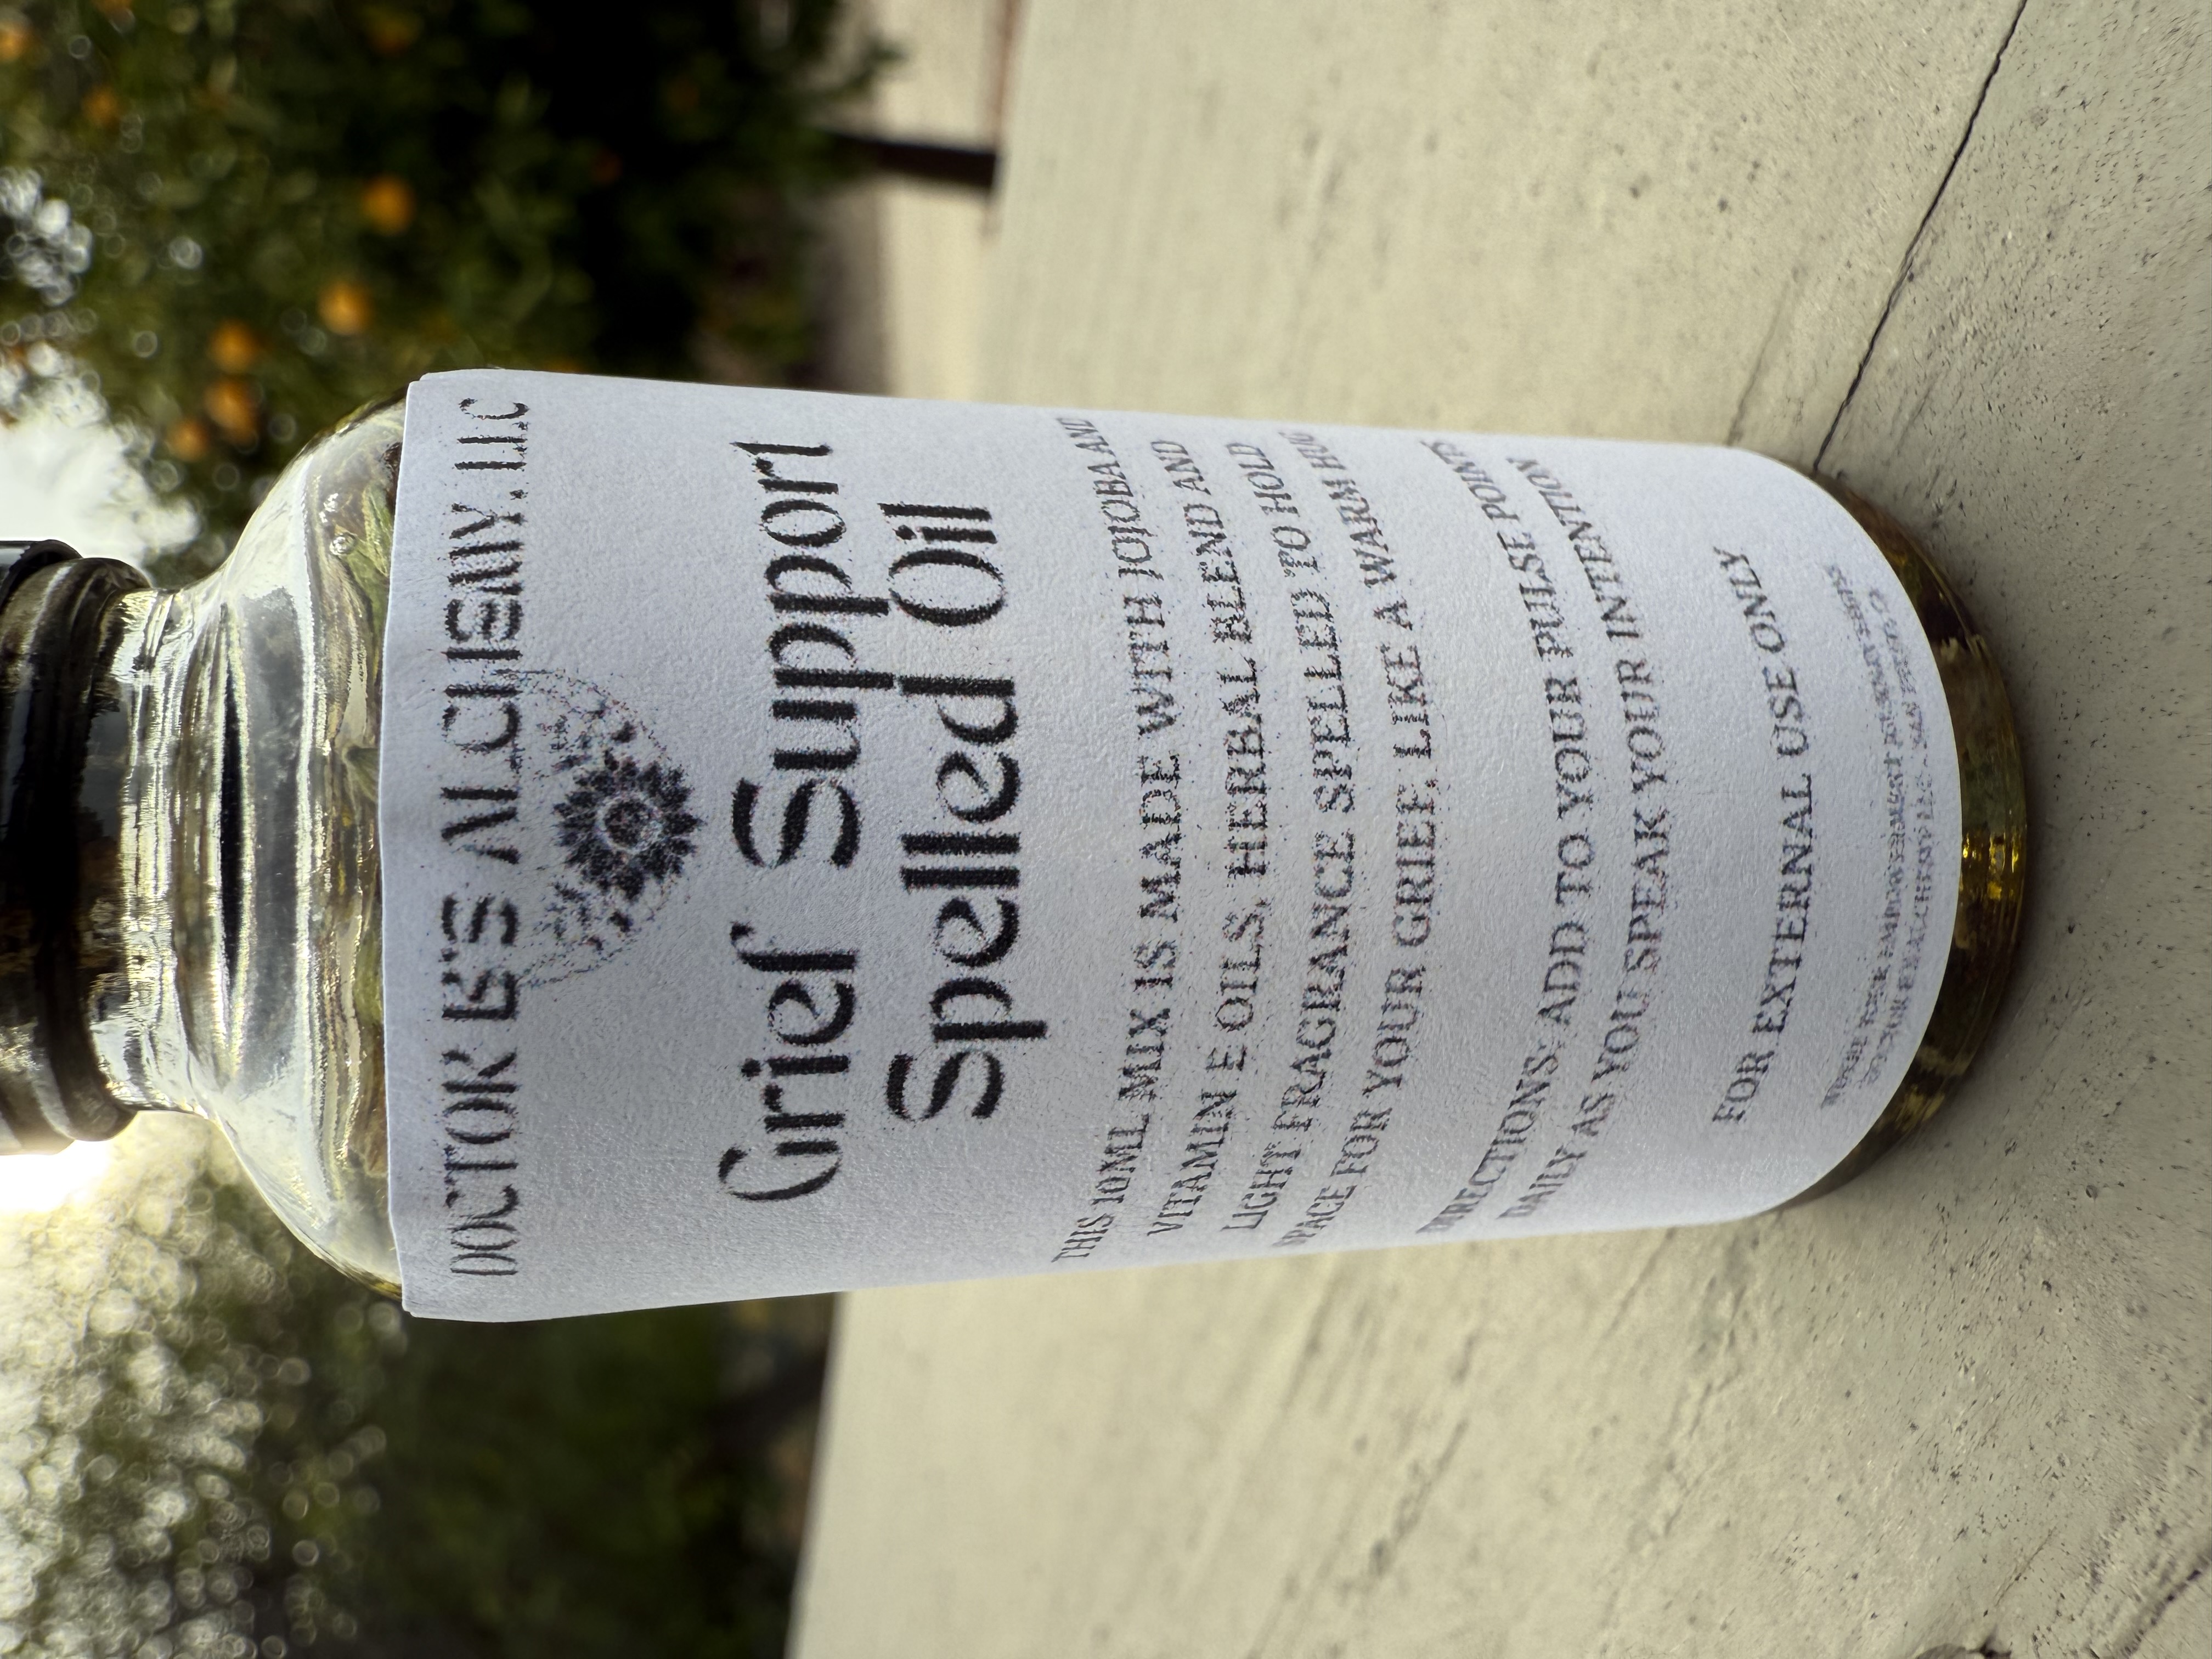 DOCTOR B'S ALCHEMY, LLC
Grief Support
Spelled Oil
THIS 10ML MIX IS MADE WITH JOJOBA AND
VITAMIN E OILS, HERBAL BLEND AND
LIGHT FRAGRANCE SPELLED TO HOLD
SPACE FOR YOUR GRIEF, LIKE A WARM HUG
DIRECTIONS: ADD TO YOUR PULSE POINTS
DAILY AS YOU SPEAK YOUR INTENTION
FOR EXTERNAL USE ONLY